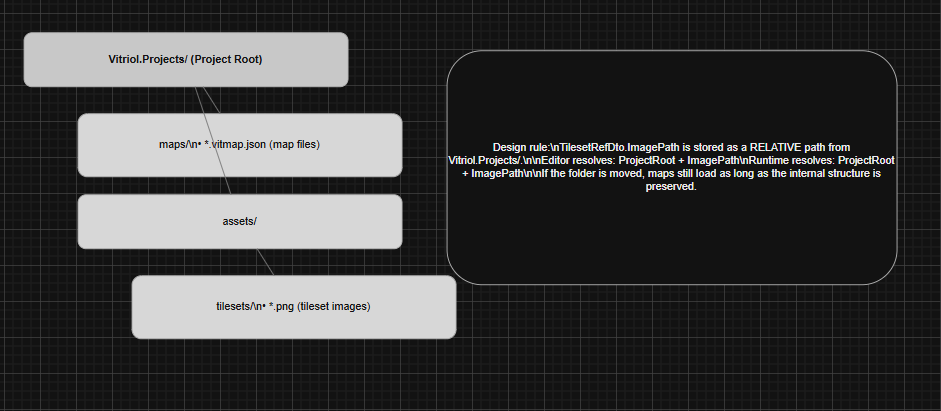 Vitriol.Projects/ (Project Root)
maps/\n• *.vitmap.json (map files)
assets/
tilesets/\n• *.png (tileset images)
Design rule:\nTilesetRefDto.ImagePath is stored as a RELATIVE path from
Vitriol.Projects/.\n\nEditor resolves: ProjectRoot + ImagePath\nRuntime resolves: ProjectRoot
+ ImagePath\n\nIf the folder is moved, maps still load as long as the internal structure is
preserved.